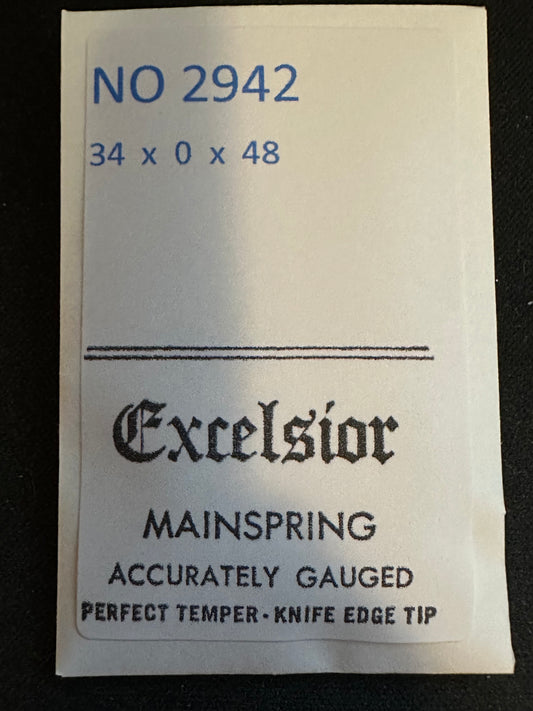 NO 2942
34 x 0 x 48
Excelsior
MAINSPRING
ACCURATELY GAUGED
PERFECT TEMPER-KNIFE EDGE TIP